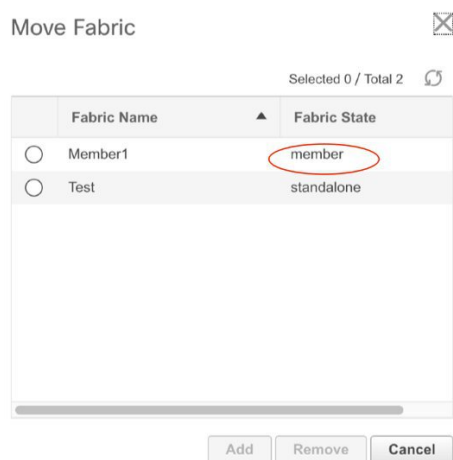 Move Fabric
Selected 0 / Total 2
Fabric Name Fabric State
Member1 member
Test standalone
Add Remove Cancel